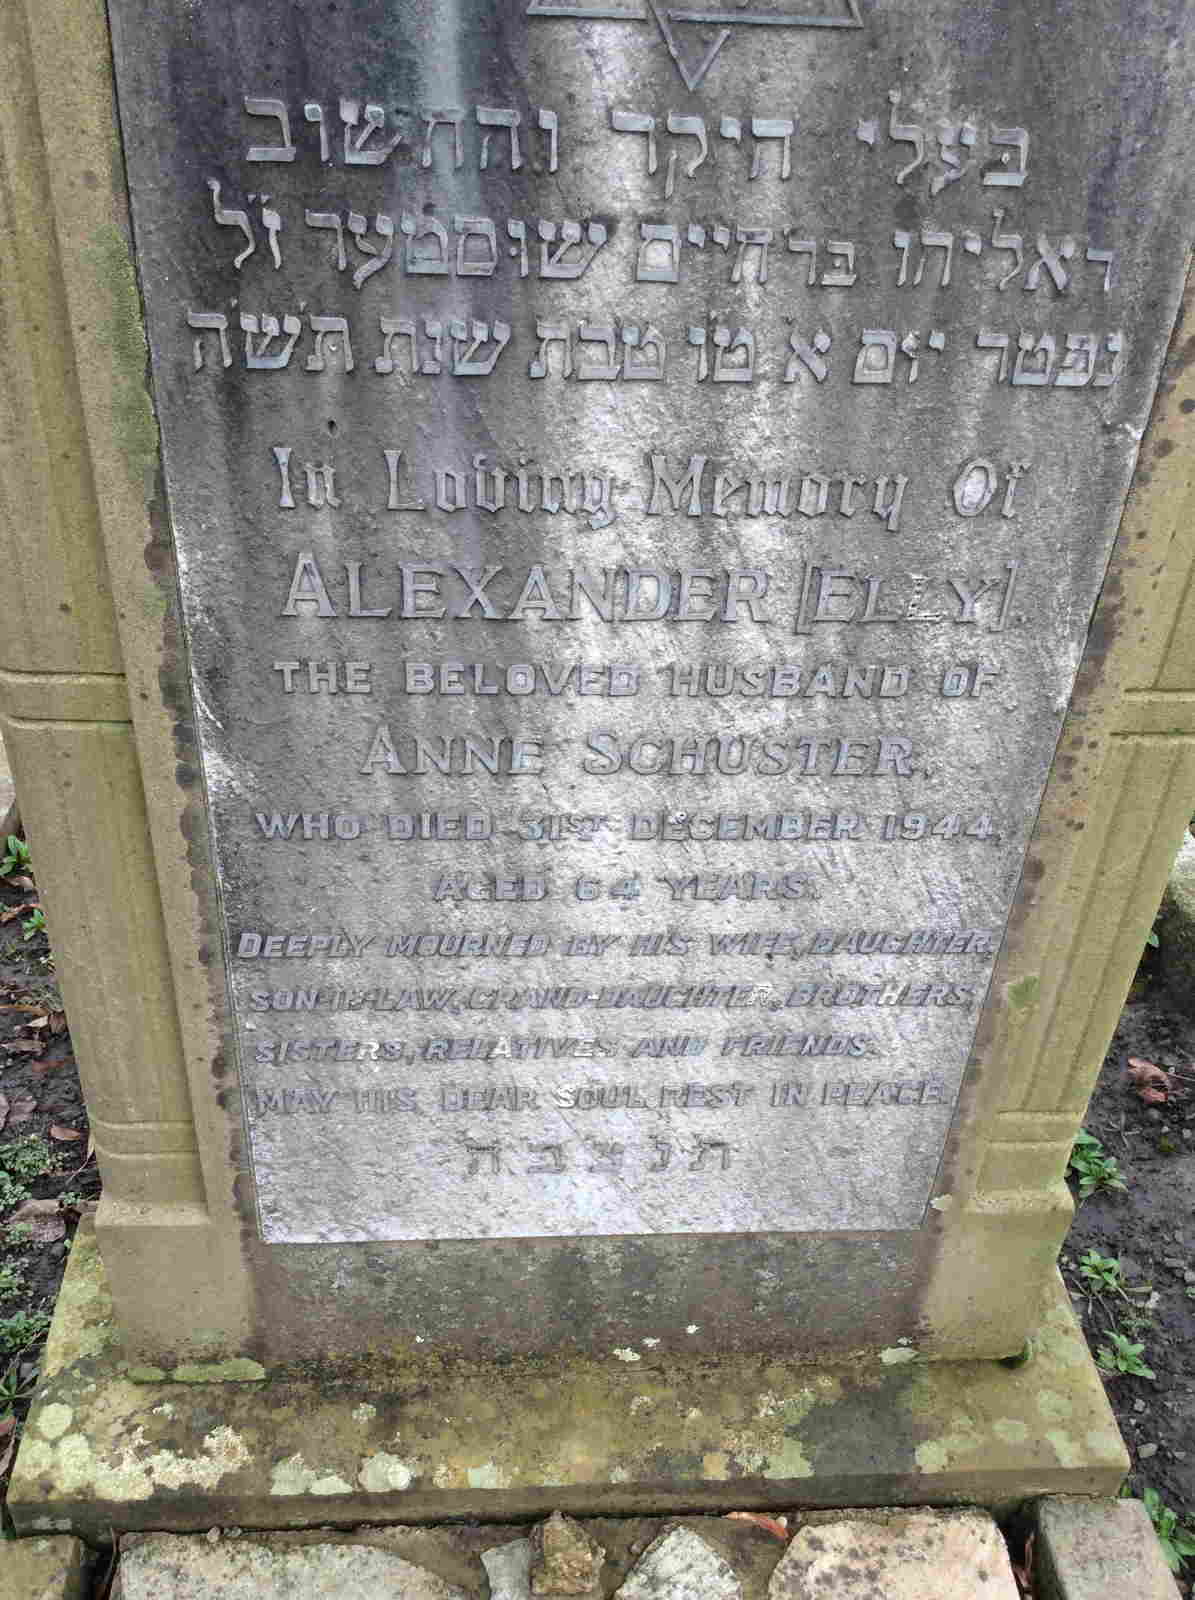 בעלי היקר והחשוב
ר אליהו בר חיים שוסטער ז"ל
נפטר יום א טו טבת שנת תש"ה
In Loving Memory Of
ALEXANDER [ELLY]
THE BELOVED HUSBAND OF
ANNE SCHUSTER,
WHO DIED 31ST DECEMBER 1944,
AGED 64 YEARS.
DEEPLY MOURNED BY HIS WIFE, DAUGHTER,
SON-IN-LAW, GRAND-DAUGHTER, BROTHERS,
SISTERS, RELATIVES AND FRIENDS.
MAY HIS DEAR SOUL REST IN PEACE.
ת נ צ ב ה